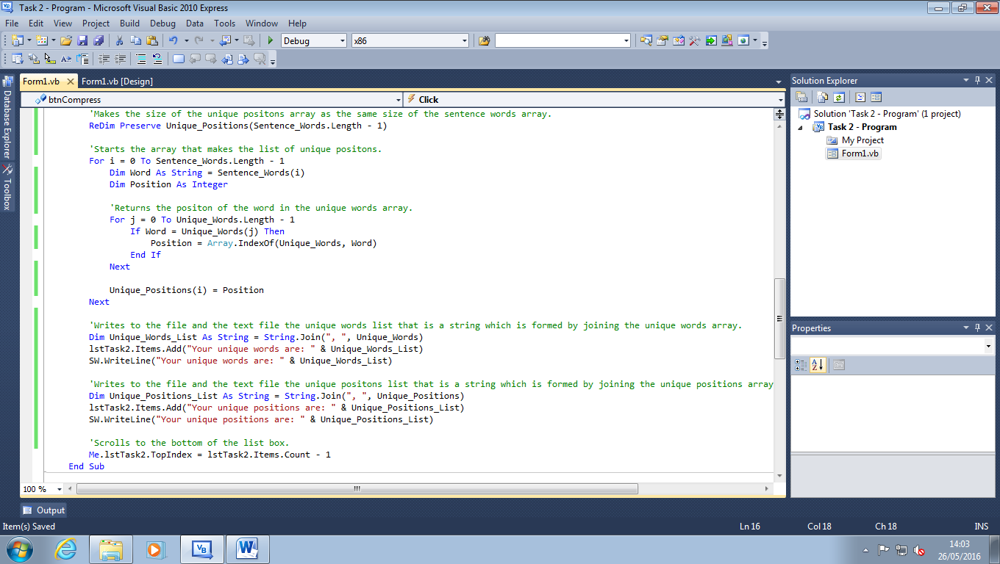 Task 2 - Program - Microsoft Visual Basic 2010 Express
File Edit View Project Build Debug Data Tools Window Help
Debug x86
Form1.vb Form1.vb [Design]
btnCompress Click
Database Explorer
Toolbox
'Makes the size of the unique positons array as the same size of the sentence words array.
ReDim Preserve Unique_Positions(Sentence_Words.Length - 1)
'Starts the array that makes the list of unique positons.
For i = 0 To Sentence_Words.Length - 1
Dim Word As String = Sentence_Words(i)
Dim Position As Integer
'Returns the positon of the word in the unique words array.
For j = 0 To Unique_Words.Length - 1
If Word = Unique_Words(j) Then
Position = Array.IndexOf(Unique_Words, Word)
End If
Next
Unique_Positions(i) = Position
Next
'Writes to the file and the text file the unique words list that is a string which is formed by joining the unique words array.
Dim Unique_Words_List As String = String.Join(", ", Unique_Words)
lstTask2.Items.Add("Your unique words are: " & Unique_Words_List)
SW.WriteLine("Your unique words are: " & Unique_Words_List)
'Writes to the file and the text file the unique positons list that is a string which is formed by joining the unique positions array
Dim Unique_Positions_List As String = String.Join(", ", Unique_Positions)
lstTask2.Items.Add("Your unique positions are: " & Unique_Positions_List)
SW.WriteLine("Your unique positions are: " & Unique_Positions_List)
'Scrolls to the bottom of the list box.
Me.lstTask2.TopIndex = lstTask2.Items.Count - 1
End Sub
100 %
Solution Explorer
Solution 'Task 2 - Program' (1 project)
Task 2 - Program
My Project
Form1.vb
Properties
Output
Item(s) Saved Ln 16 Col 18 Ch 18 INS
14:03
26/05/2016